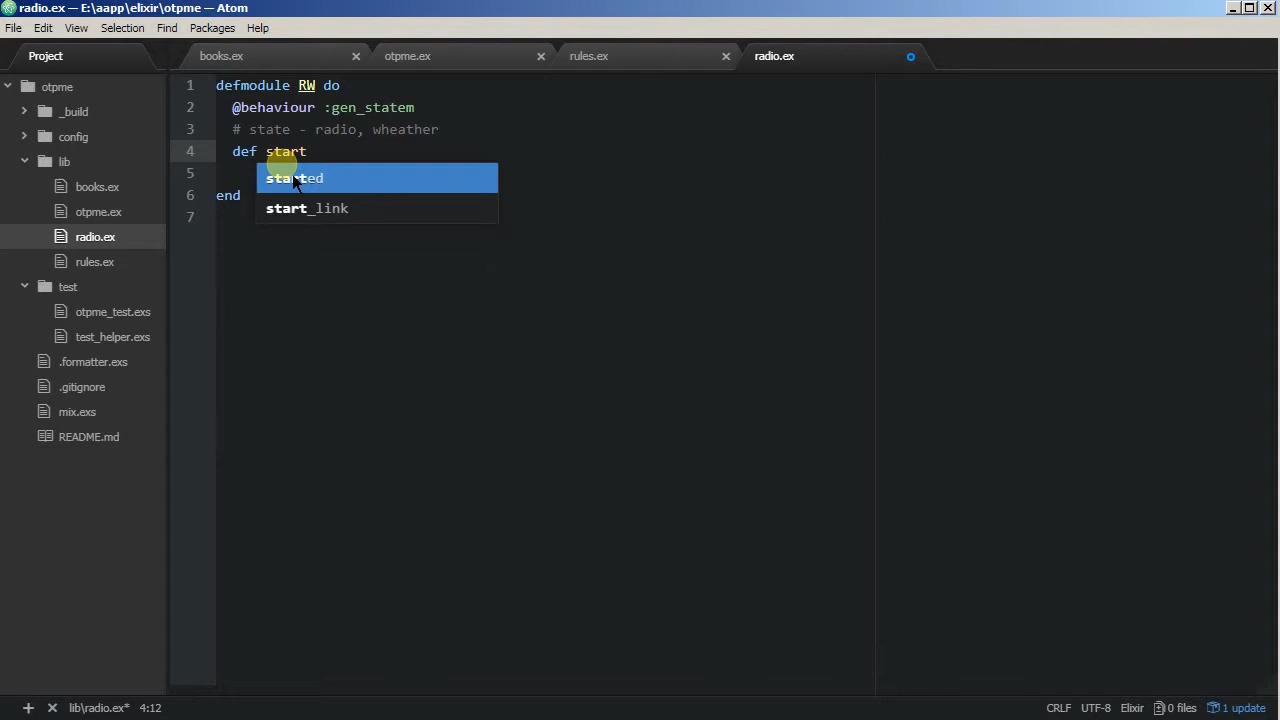 radio.ex — E:\aapp\elixir\otpme — Atom
File Edit View Selection Find Packages Help
Project
books.ex
otpme.ex
rules.ex
radio.ex
otpme
_build
config
lib
books.ex
otpme.ex
radio.ex
rules.ex
test
otpme_test.exs
test_helper.exs
.formatter.exs
.gitignore
mix.exs
README.md
1 defmodule RW do
2 @behaviour :gen_statem
3 # state - radio, wheather
4 def start
5
6 end
7
started
start_link
lib\radio.ex* 4:12
CRLF UTF-8 Elixir 0 files 1 update